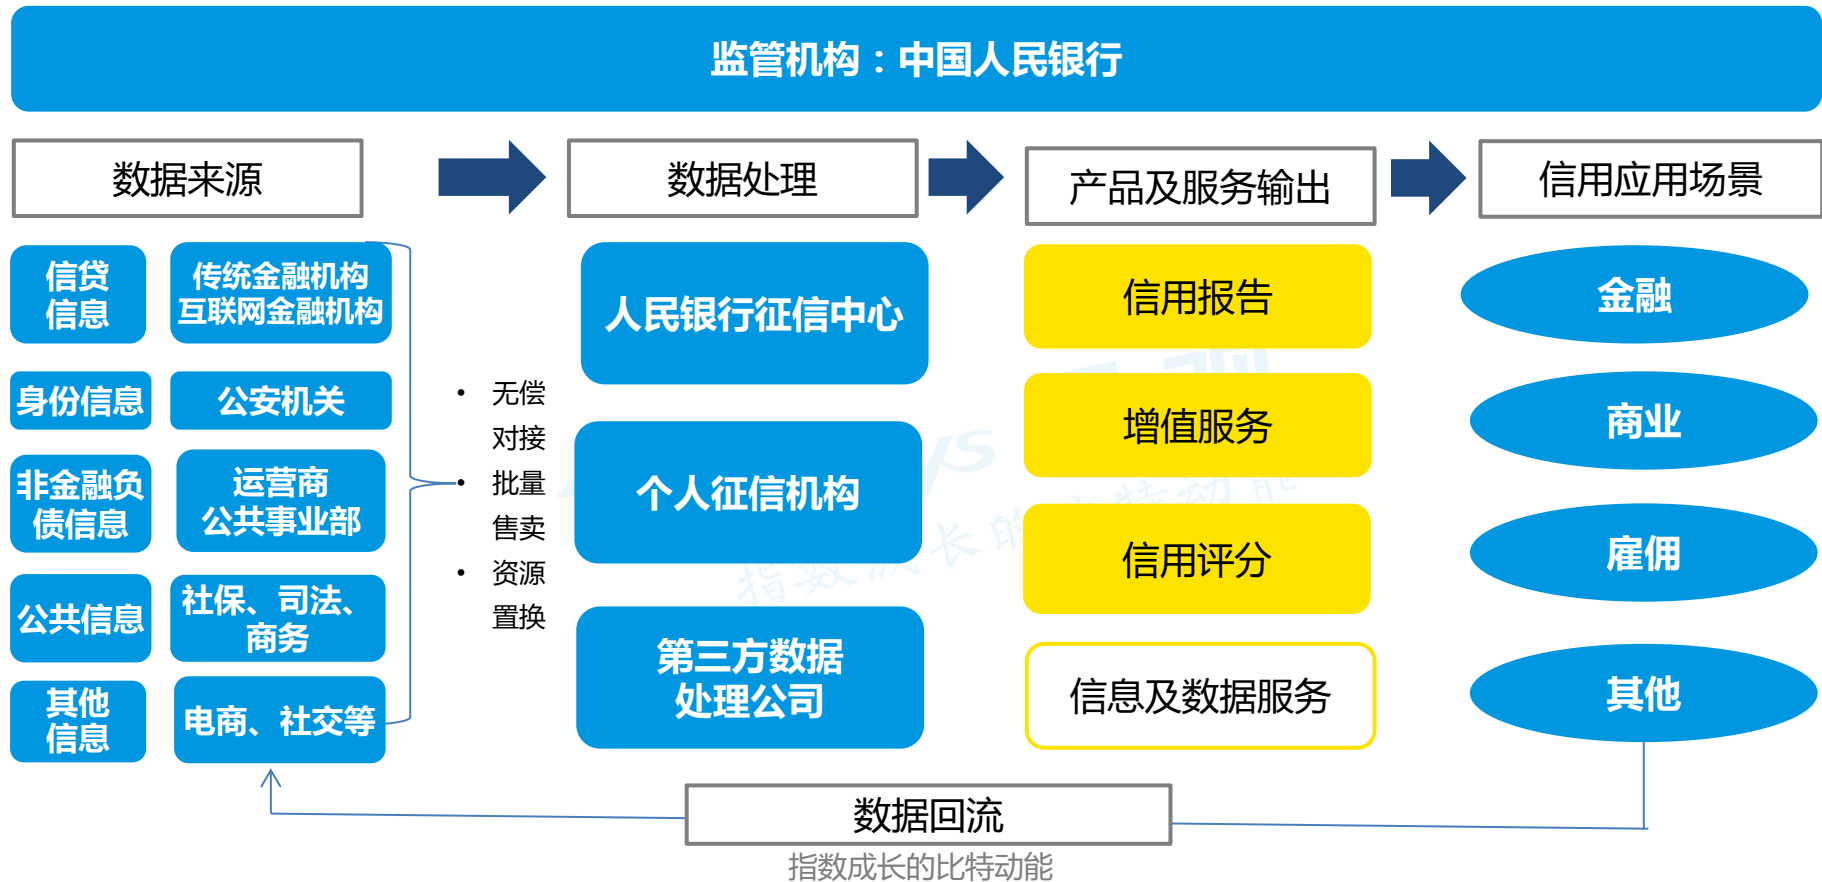 监管机构：中国人民银行
数据来源
数据处理
产品及服务输出
信用应用场景
信贷
信息
传统金融机构
互联网金融机构
身份信息
公安机关
非金融负
债信息
运营商
公共事业部
公共信息
社保、司法、
商务
其他
信息
电商、社交等
• 无偿
对接
• 批量
售卖
• 资源
置换
人民银行征信中心
个人征信机构
第三方数据
处理公司
信用报告
增值服务
信用评分
信息及数据服务
金融
商业
雇佣
其他
数据回流
指数成长的比特动能